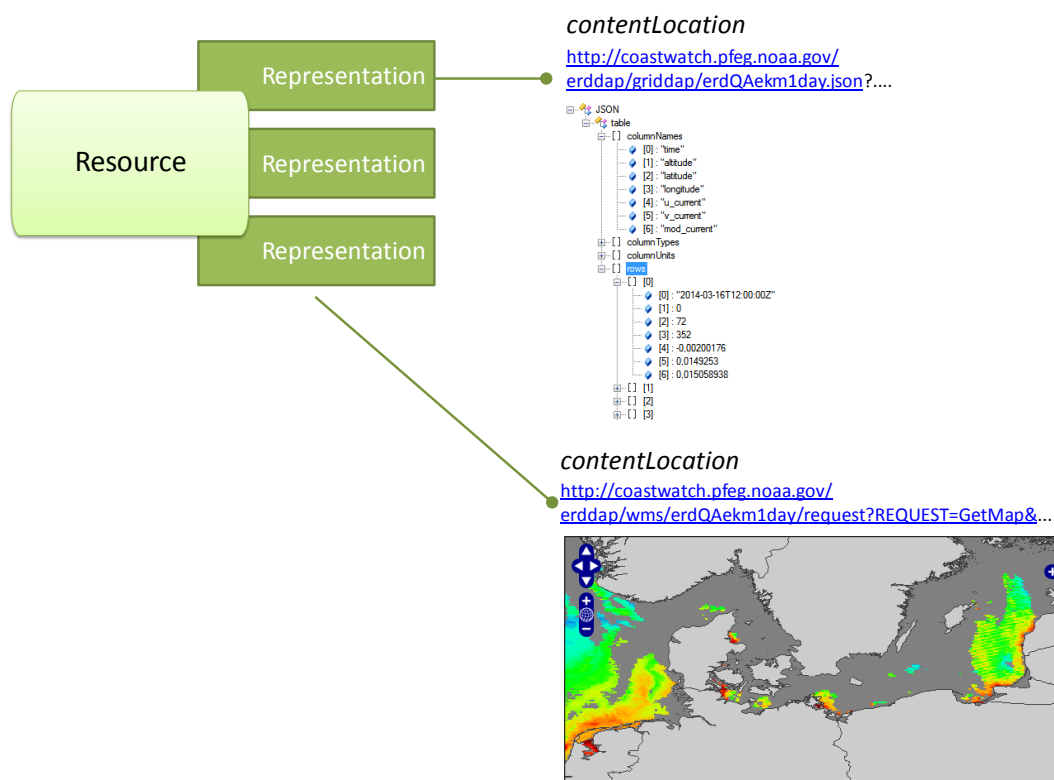 Resource
Representation
Representation
Representation
contentLocation
http://coastwatch.pfeg.noaa.gov/
erddap/griddap/erdQAekm1day.json?....
JSON
table
[ ] columnNames
[0] : "time"
[1] : "altitude"
[2] : "latitude"
[3] : "longitude"
[4] : "u_current"
[5] : "v_current"
[6] : "mod_current"
[ ] columnTypes
[ ] columnUnits
[ ] rows
[ ] [0]
[0] : "2014-03-16T12:00:00Z"
[1] : 0
[2] : 72
[3] : 352
[4] : -0,00200176
[5] : 0,0149253
[6] : 0,015058938
[ ] [1]
[ ] [2]
[ ] [3]
contentLocation
http://coastwatch.pfeg.noaa.gov/
erddap/wms/erdQAekm1day/request?REQUEST=GetMap&...